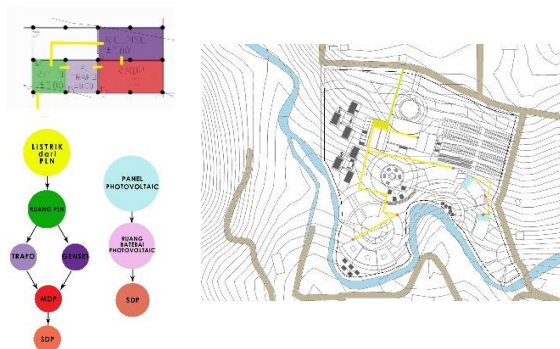 LISTRIK
dari
PLN
RUANG PLN
TRAFO
GENSET
MDP
SDP
PANEL
PHOTOVOLTAIC
RUANG
BATERAI
PHOTOVOLTAIC
SDP